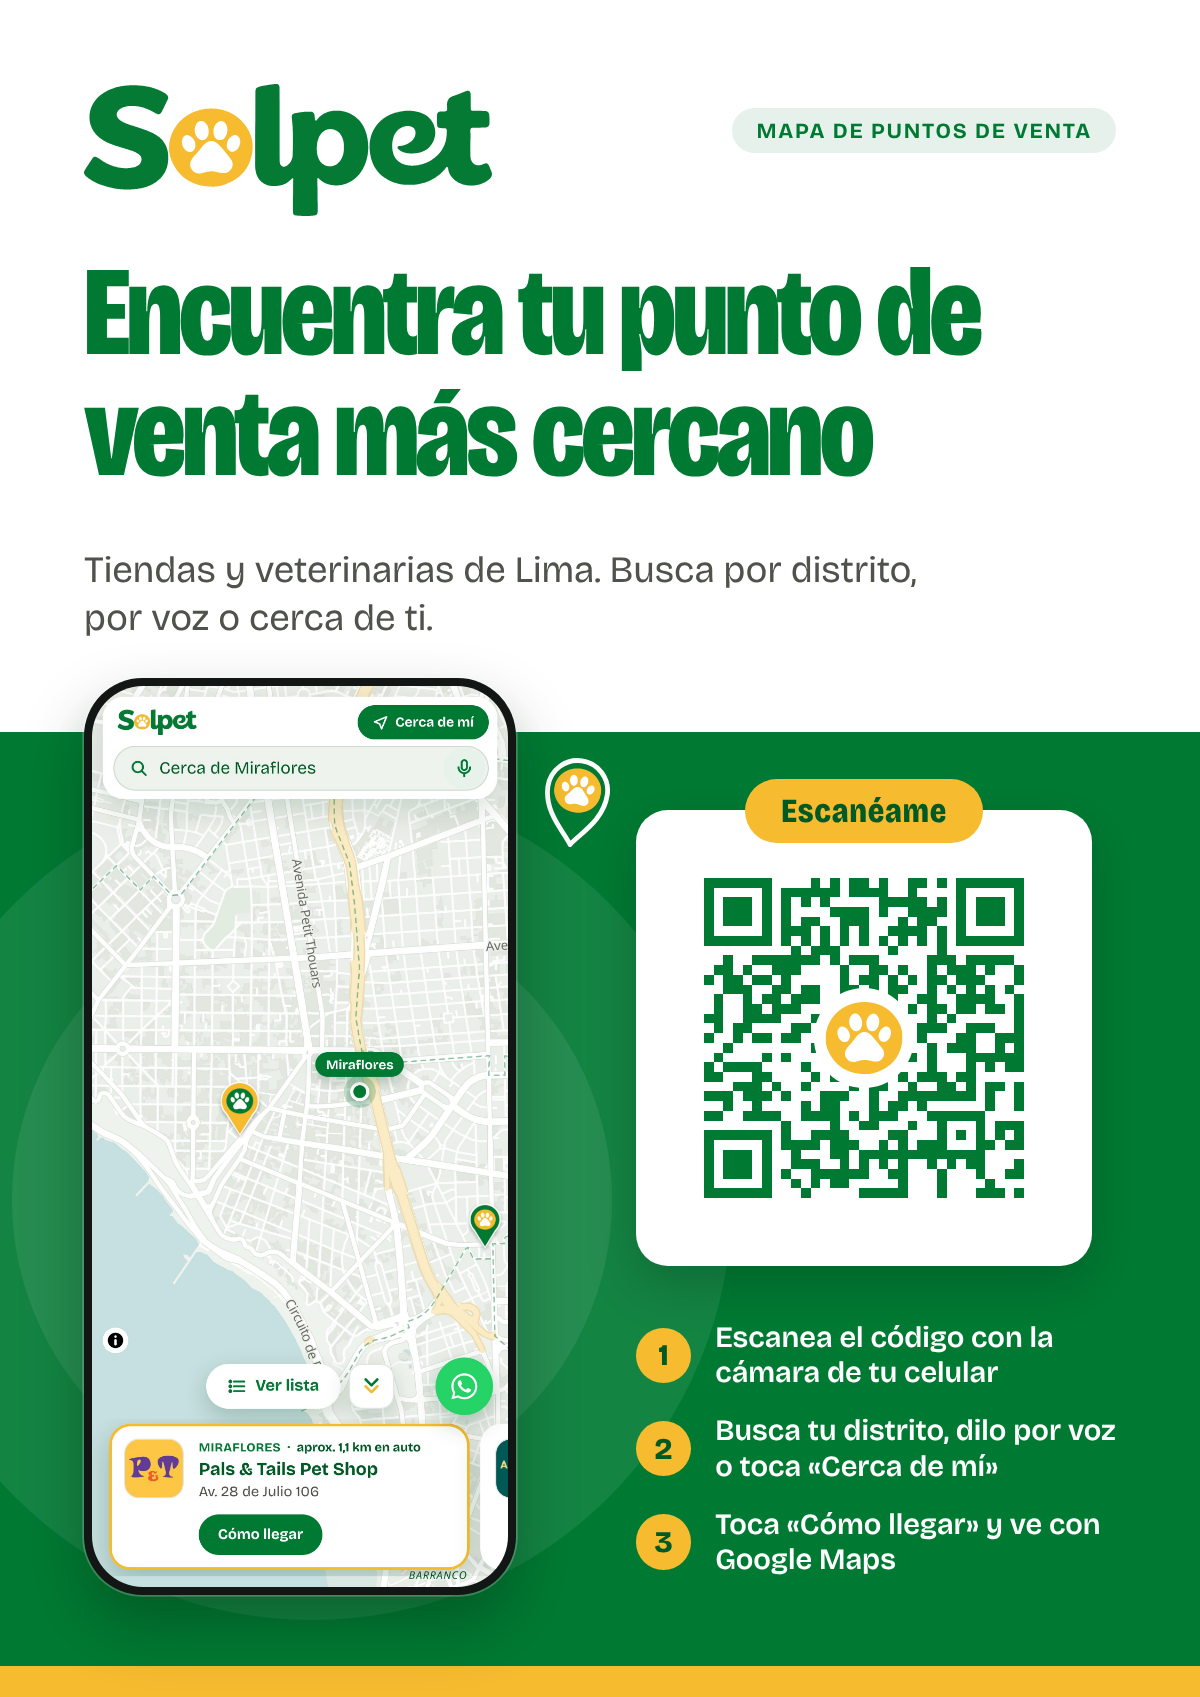 Solpet
MAPA DE PUNTOS DE VENTA
Encuentra tu punto de
venta más cercano
Tiendas y veterinarias de Lima. Busca por distrito,
por voz o cerca de ti.
Solpet
Cerca de mí
Cerca de Miraflores
Avenida Petit Thouars
Ave
Miraflores
Circuito de
Ver lista
MIRAFLORES · aprox. 1,1 km en auto
P&T
Pals & Tails Pet Shop
Av. 28 de Julio 106
Cómo llegar
A
BARRANCO
Escanéame
1 Escanea el código con la
cámara de tu celular
2 Busca tu distrito, dilo por voz
o toca «Cerca de mí»
3 Toca «Cómo llegar» y ve con
Google Maps